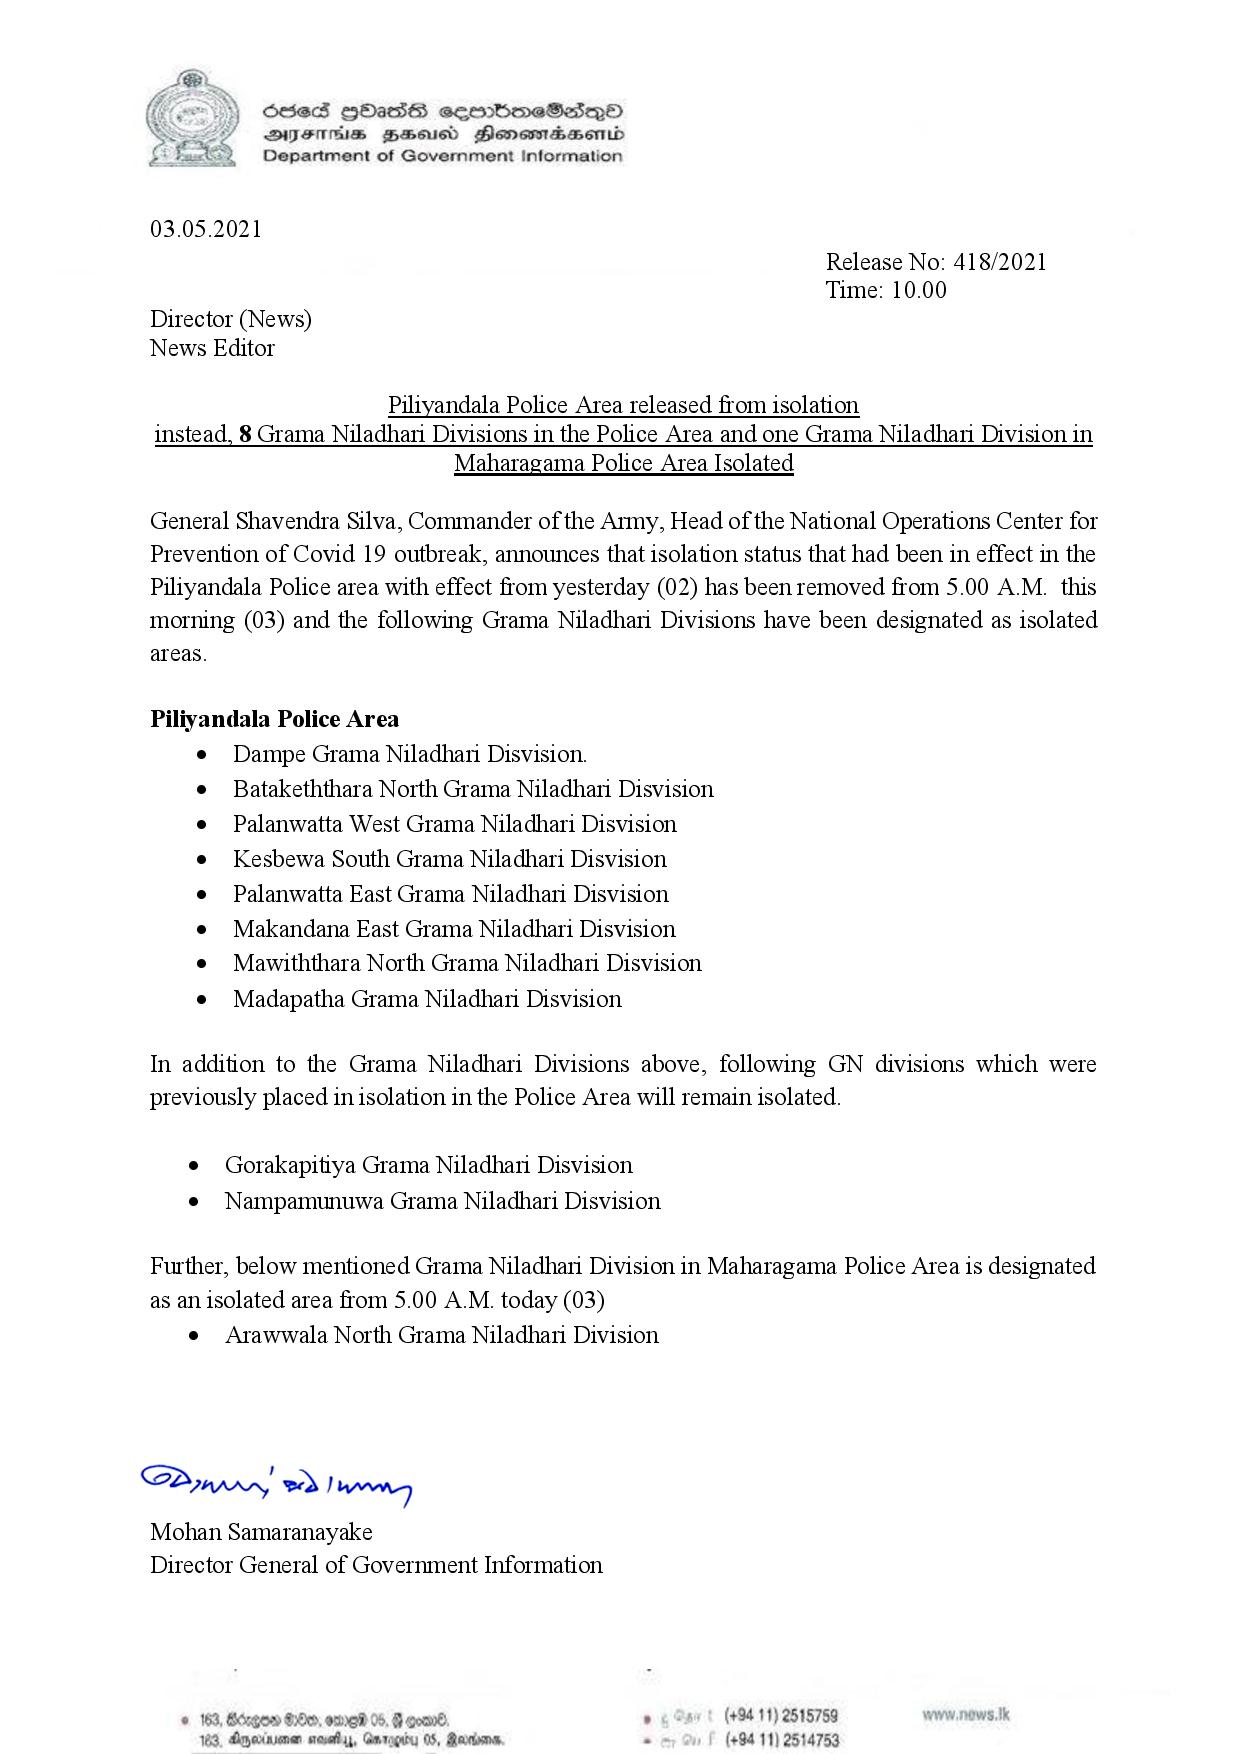 රජයේ ප්‍රවෘත්ති දෙපාර්තමේන්තුව
அரசாங்க தகவல் திணைக்களம்
Department of Government Information
03.05.2021
Release No: 418/2021
Time: 10.00
Director (News)
News Editor
Piliyandala Police Area released from isolation
instead, 8 Grama Niladhari Divisions in the Police Area and one Grama Niladhari Division in
Maharagama Police Area Isolated
General Shavendra Silva, Commander of the Army, Head of the National Operations Center for
Prevention of Covid 19 outbreak, announces that isolation status that had been in effect in the
Piliyandala Police area with effect from yesterday (02) has been removed from 5.00 A.M. this
morning (03) and the following Grama Niladhari Divisions have been designated as isolated
areas.
Piliyandala Police Area
• Dampe Grama Niladhari Disvision.
• Batakeththara North Grama Niladhari Disvision
• Palanwatta West Grama Niladhari Disvision
• Kesbewa South Grama Niladhari Disvision
• Palanwatta East Grama Niladhari Disvision
• Makandana East Grama Niladhari Disvision
• Mawiththara North Grama Niladhari Disvision
• Madapatha Grama Niladhari Disvision
In addition to the Grama Niladhari Divisions above, following GN divisions which were
previously placed in isolation in the Police Area will remain isolated.
• Gorakapitiya Grama Niladhari Disvision
• Nampamunuwa Grama Niladhari Disvision
Further, below mentioned Grama Niladhari Division in Maharagama Police Area is designated
as an isolated area from 5.00 A.M. today (03)
• Arawwala North Grama Niladhari Division
Mohan Samaranayake
Director General of Government Information
• 163, කිරුළපන මාවත, කොළඹ 05, ශ්‍රී ලංකාව.
163, கிருலப்பனை எவெனியூ, கொழும்பு 05, இலங்கை.
(+94 11) 2515759
(+94 11) 2514753
www.news.lk